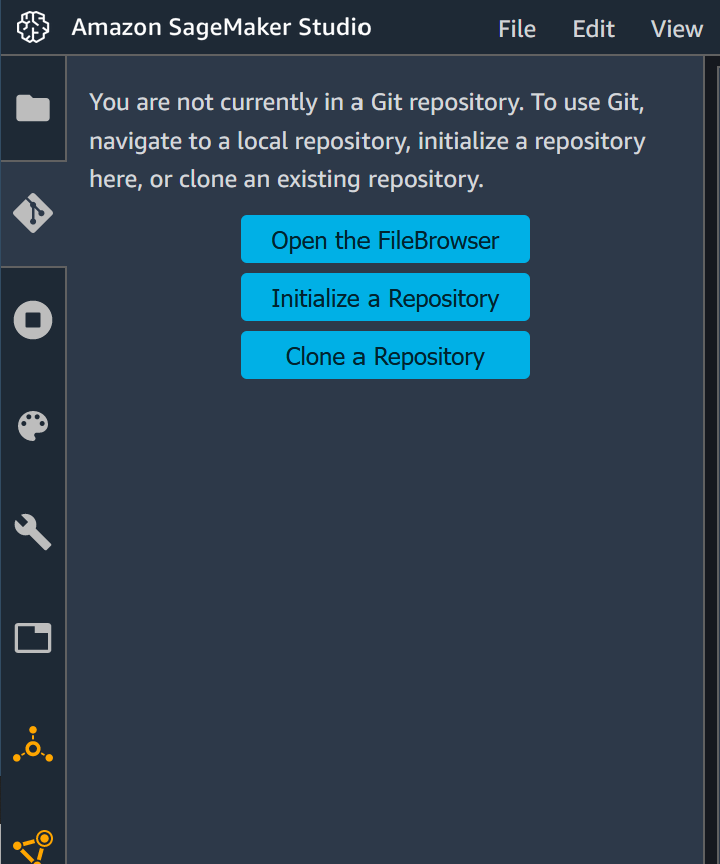 Amazon SageMaker Studio File Edit View
You are not currently in a Git repository. To use Git,
navigate to a local repository, initialize a repository
here, or clone an existing repository.
Open the FileBrowser
Initialize a Repository
Clone a Repository